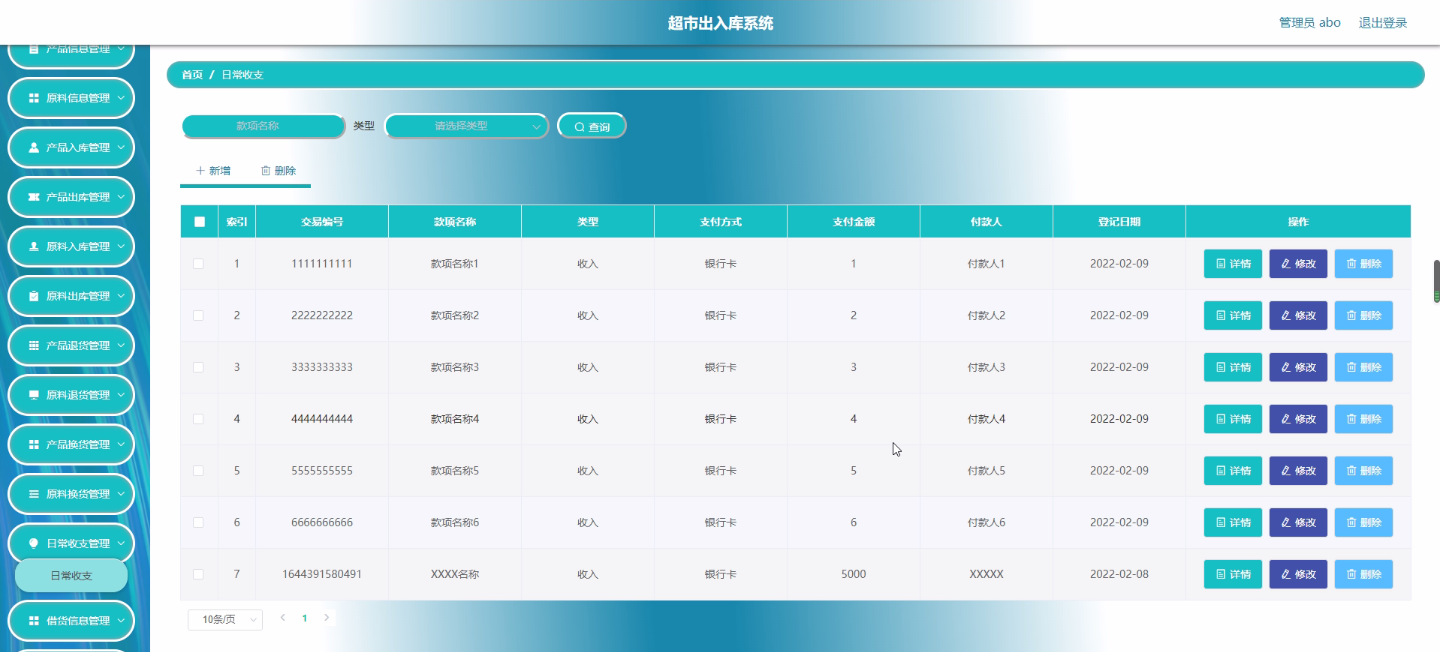 超市出入库系统
管理员 abo 退出登录
产品信息管理
原料信息管理
产品入库管理
产品出库管理
原料入库管理
原料出库管理
产品退货管理
原料退货管理
产品换货管理
原料换货管理
日常收支管理
日常收支
借货信息管理
首页 / 日常收支
款项名称 类型 请选择类型 查询
新增 删除
索引 交易编号 款项名称 类型 支付方式 支付金额 付款人 登记日期 操作
1 1111111111 款项名称1 收入 银行卡 1 付款人1 2022-02-09 详情 修改 删除
2 2222222222 款项名称2 收入 银行卡 2 付款人2 2022-02-09 详情 修改 删除
3 3333333333 款项名称3 收入 银行卡 3 付款人3 2022-02-09 详情 修改 删除
4 4444444444 款项名称4 收入 银行卡 4 付款人4 2022-02-09 详情 修改 删除
5 5555555555 款项名称5 收入 银行卡 5 付款人5 2022-02-09 详情 修改 删除
6 6666666666 款项名称6 收入 银行卡 6 付款人6 2022-02-09 详情 修改 删除
7 1644391580491 XXXX名称 收入 银行卡 5000 XXXXX 2022-02-08 详情 修改 删除
10条/页 1